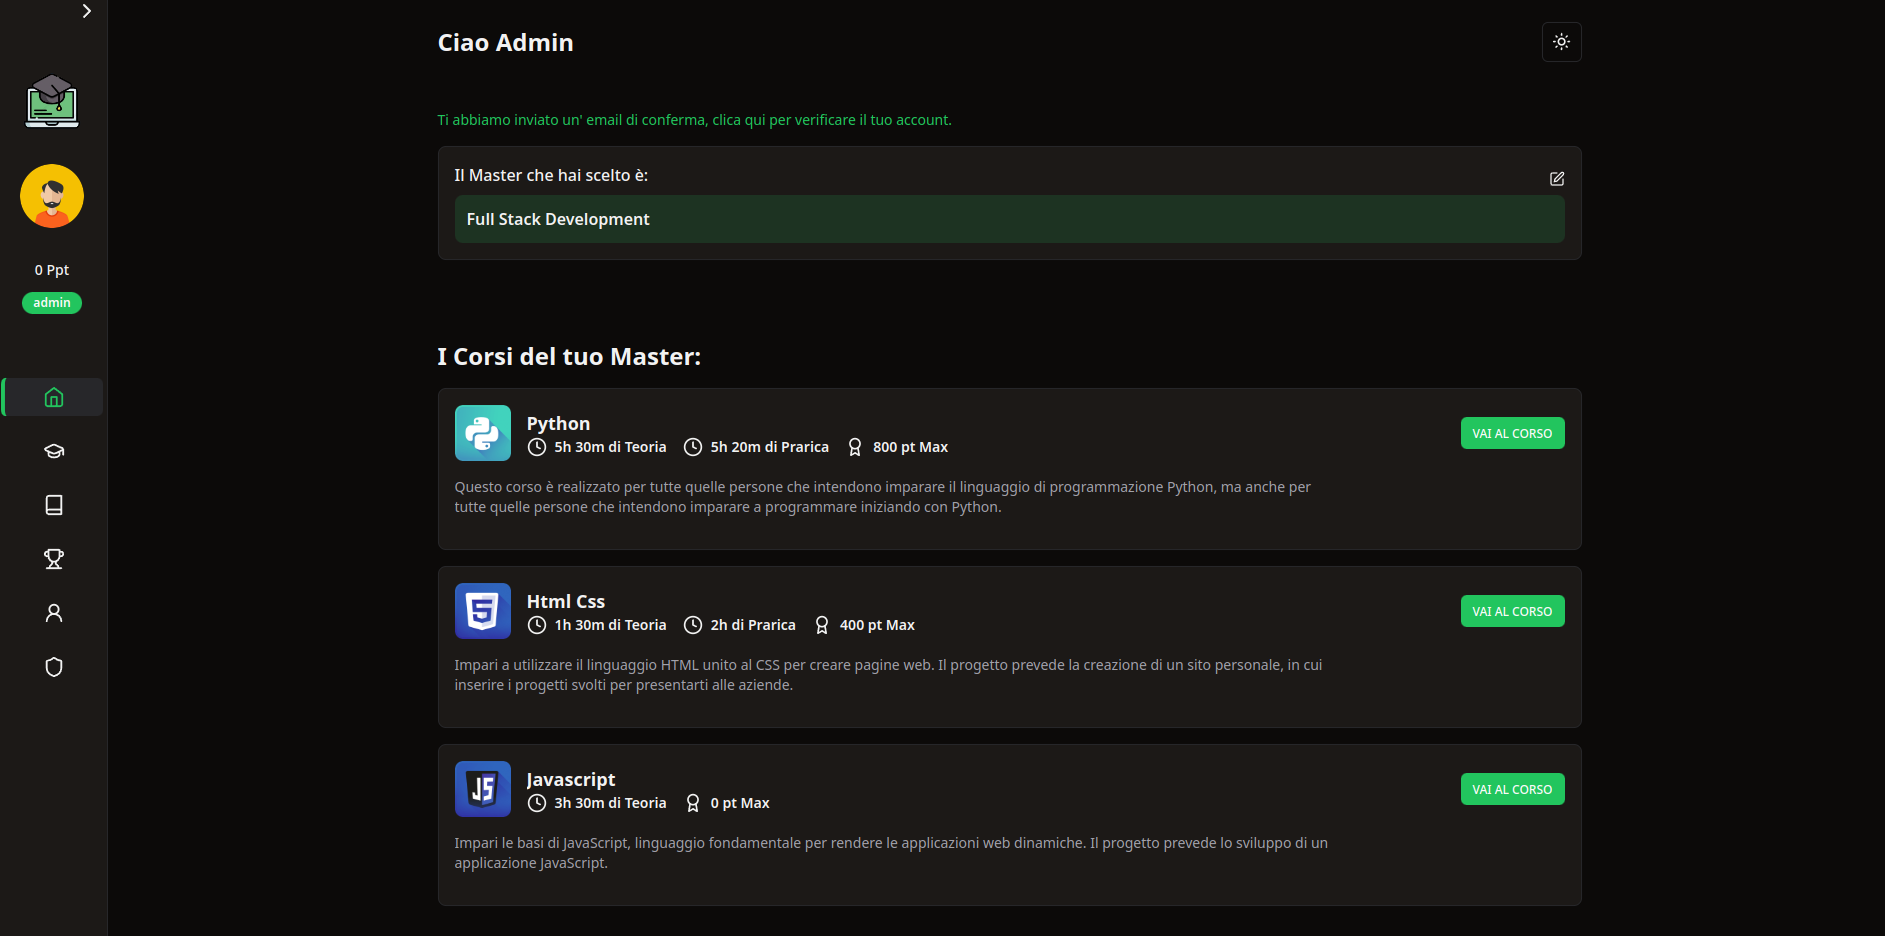 Ciao Admin
Ti abbiamo inviato un' email di conferma, clica qui per verificare il tuo account.
Il Master che hai scelto è:
Full Stack Development
0 Ppt
admin
I Corsi del tuo Master:
Python
5h 30m di Teoria 5h 20m di Prarica 800 pt Max
VAI AL CORSO
Questo corso è realizzato per tutte quelle persone che intendono imparare il linguaggio di programmazione Python, ma anche per
tutte quelle persone che intendono imparare a programmare iniziando con Python.
Html Css
1h 30m di Teoria 2h di Prarica 400 pt Max
VAI AL CORSO
Impari a utilizzare il linguaggio HTML unito al CSS per creare pagine web. Il progetto prevede la creazione di un sito personale, in cui
inserire i progetti svolti per presentarti alle aziende.
JS
Javascript
3h 30m di Teoria 0 pt Max
VAI AL CORSO
Impari le basi di JavaScript, linguaggio fondamentale per rendere le applicazioni web dinamiche. Il progetto prevede lo sviluppo di un
applicazione JavaScript.